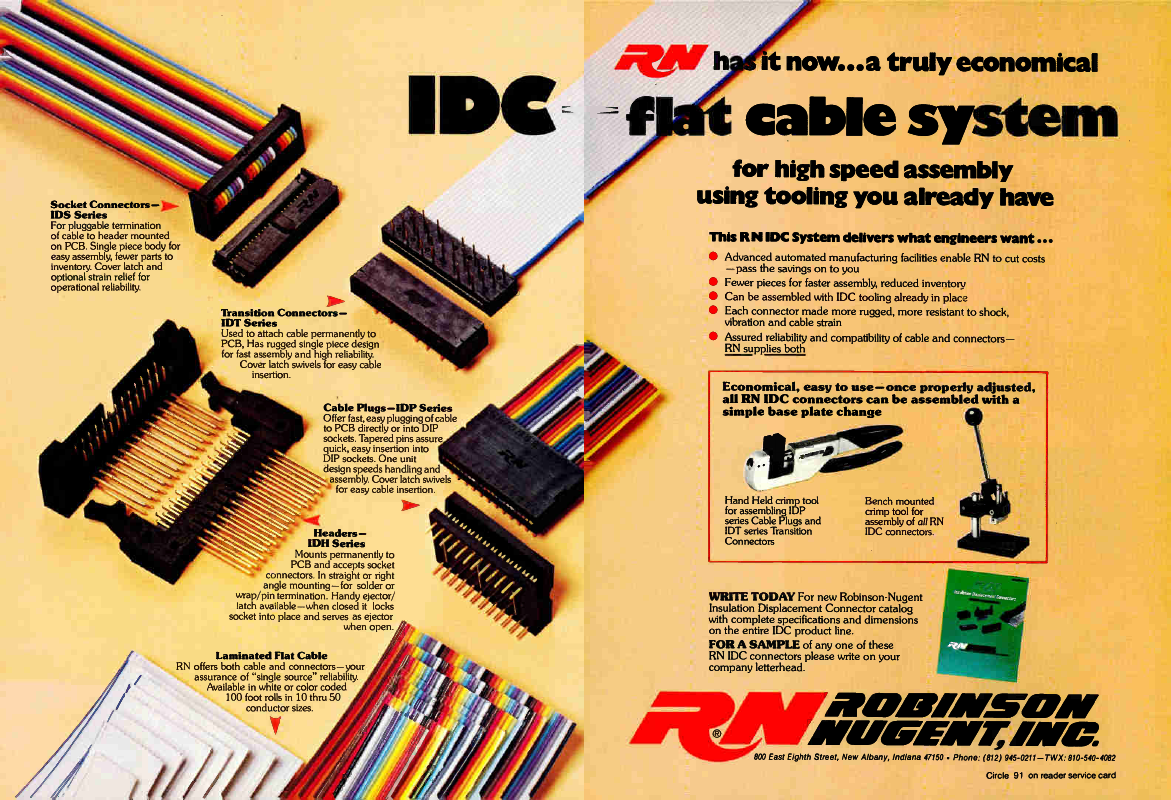 IDC
Socket Connectors—
IDS Series
For pluggable termination
of cable to header mounted
on PCB. Single piece body for
easy assembly, fewer parts to
inventory. Cover latch and
optional strain relief for
operational reliability.
Transition Connectors—
IDT Series
Used to attach cable permanently to
PCB, Has rugged single piece design
for fast assembly and high reliability.
Cover latch swivels for easy cable
insertion.
Cable Plugs—IDP Series
Offer fast, easy plugging of cable
to PCB directly or into DIP
sockets. Tapered pins assure
quick, easy insertion into
DIP sockets. One unit
design speeds handling and
assembly. Cover latch swivels
for easy cable insertion.
RN
Headers—
IDH Series
Mounts permanently to
PCB and accepts socket
connectors. In straight or right
angle mounting—for solder or
wrap/pin termination. Handy ejector/
latch available—when closed it locks
socket into place and serves as ejector
when open.
Laminated Flat Cable
RN offers both cable and connectors—your
assurance of "single source" reliability.
Available in white or color coded
100 foot rolls in 10 thru 50
conductor sizes.
RN has it now...a truly economical
flat cable system
for high speed assembly
using tooling you already have
This RN IDC System delivers what engineers want...
● Advanced automated manufacturing facilities enable RN to cut costs
—pass the savings on to you
● Fewer pieces for faster assembly, reduced inventory
● Can be assembled with IDC tooling already in place
● Each connector made more rugged, more resistant to shock,
vibration and cable strain
● Assured reliability and compatibility of cable and connectors—
RN supplies both
Economical, easy to use—once properly adjusted,
all RN IDC connectors can be assembled with a
simple base plate change
Hand Held crimp tool
for assembling IDP
series Cable Plugs and
IDT series Transition
Connectors
Bench mounted
crimp tool for
assembly of all RN
IDC connectors.
WRITE TODAY For new Robinson-Nugent
Insulation Displacement Connector catalog
with complete specifications and dimensions
on the entire IDC product line.
FOR A SAMPLE of any one of these
RN IDC connectors please write on your
company letterhead.
Insulation Displacement Connectors
RN
RN® ROBINSON
NUGENT, INC.
800 East Eighth Street, New Albany, Indiana 47150 • Phone: (812) 945-0211—TWX: 810-540-4082
Circle 91 on reader service card